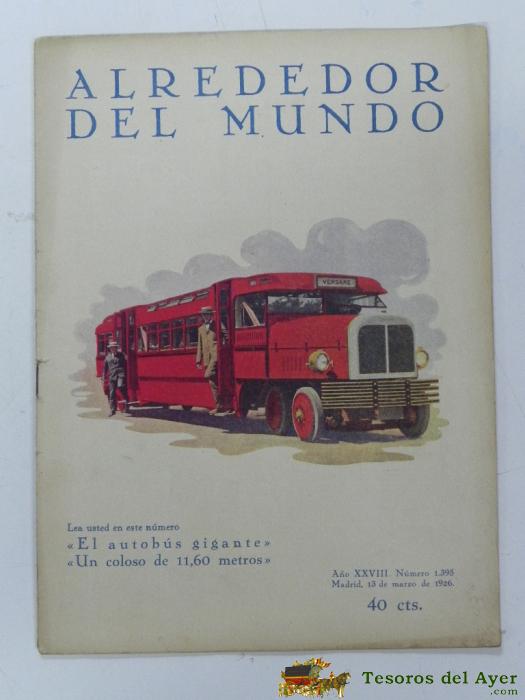 ALREDEDOR
DEL MUNDO
VERSARE
Lea usted en este número
«El autobús gigante»
«Un coloso de 11,60 metros»
Año XXVIII. Número 1.395
Madrid, 13 de marzo de 1926.
40 cts.
Tesoros del Ayer
.com